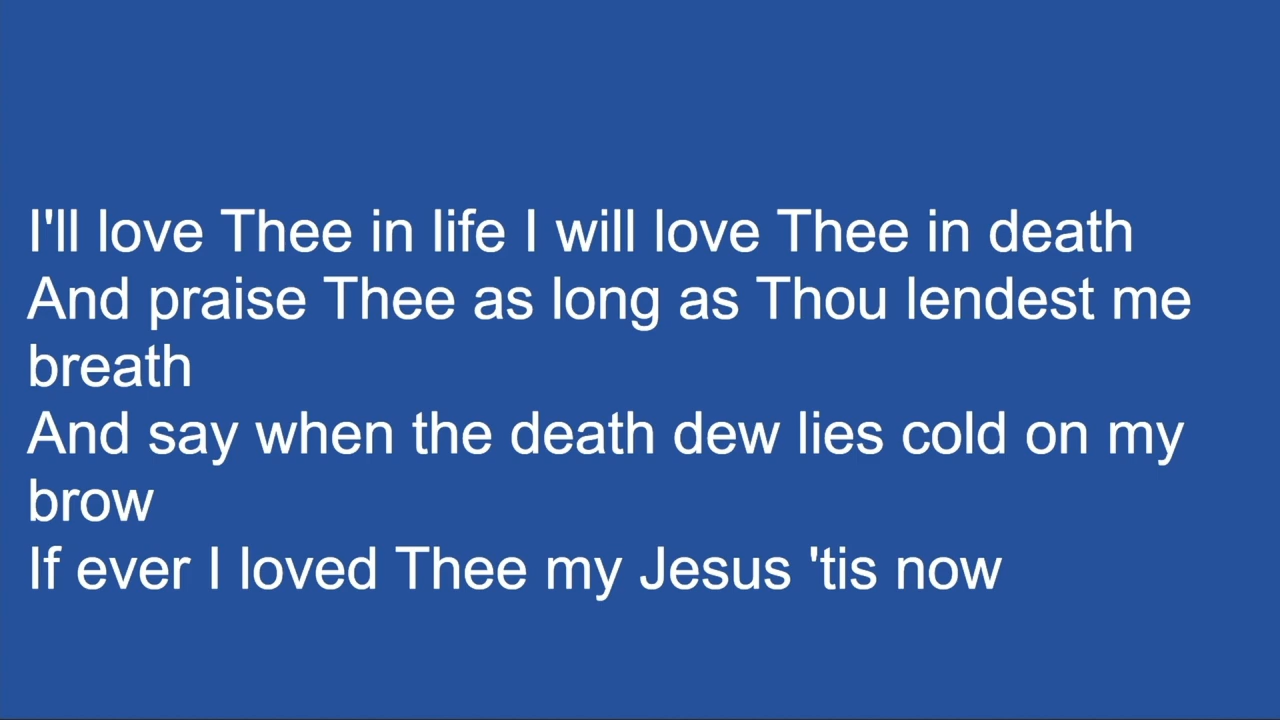 I'll love Thee in life I will love Thee in death
And praise Thee as long as Thou lendest me
breath
And say when the death dew lies cold on my
brow
If ever I loved Thee my Jesus 'tis now